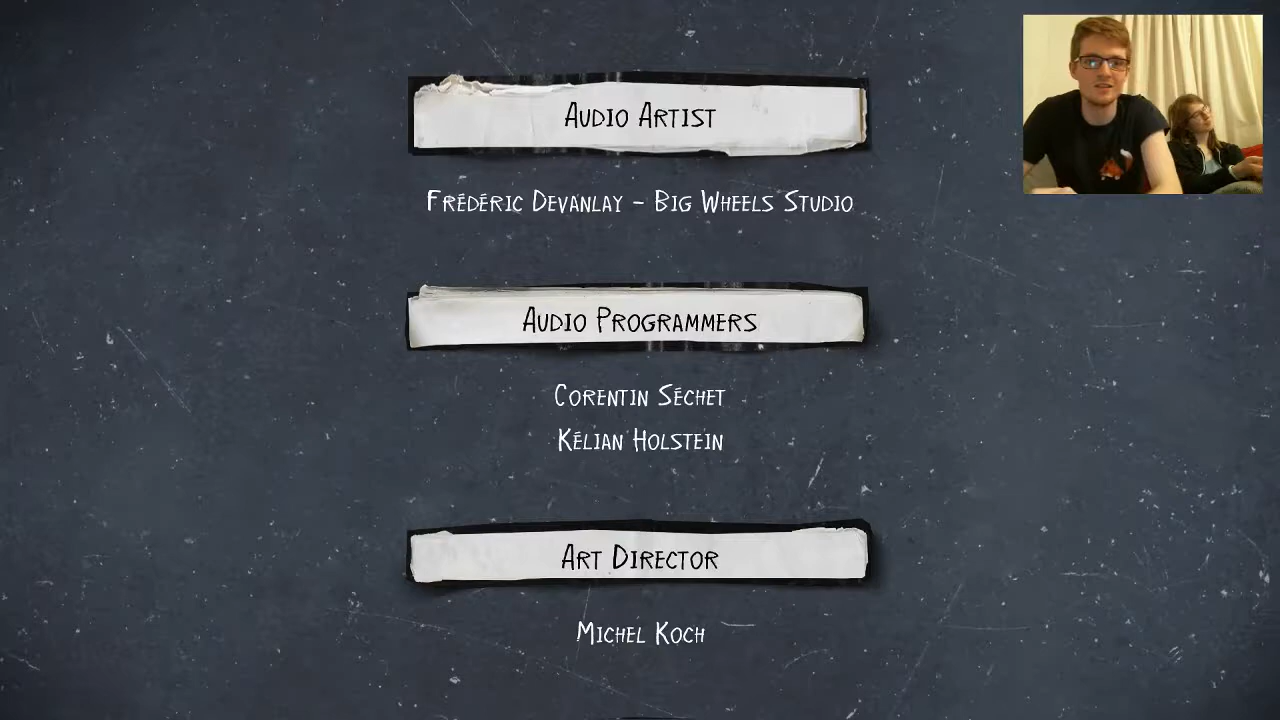 Audio Artist
Frédéric Devanlay – Big Wheels Studio
Audio Programmers
Corentin Séchet
Kélian Holstein
Art Director
Michel Koch